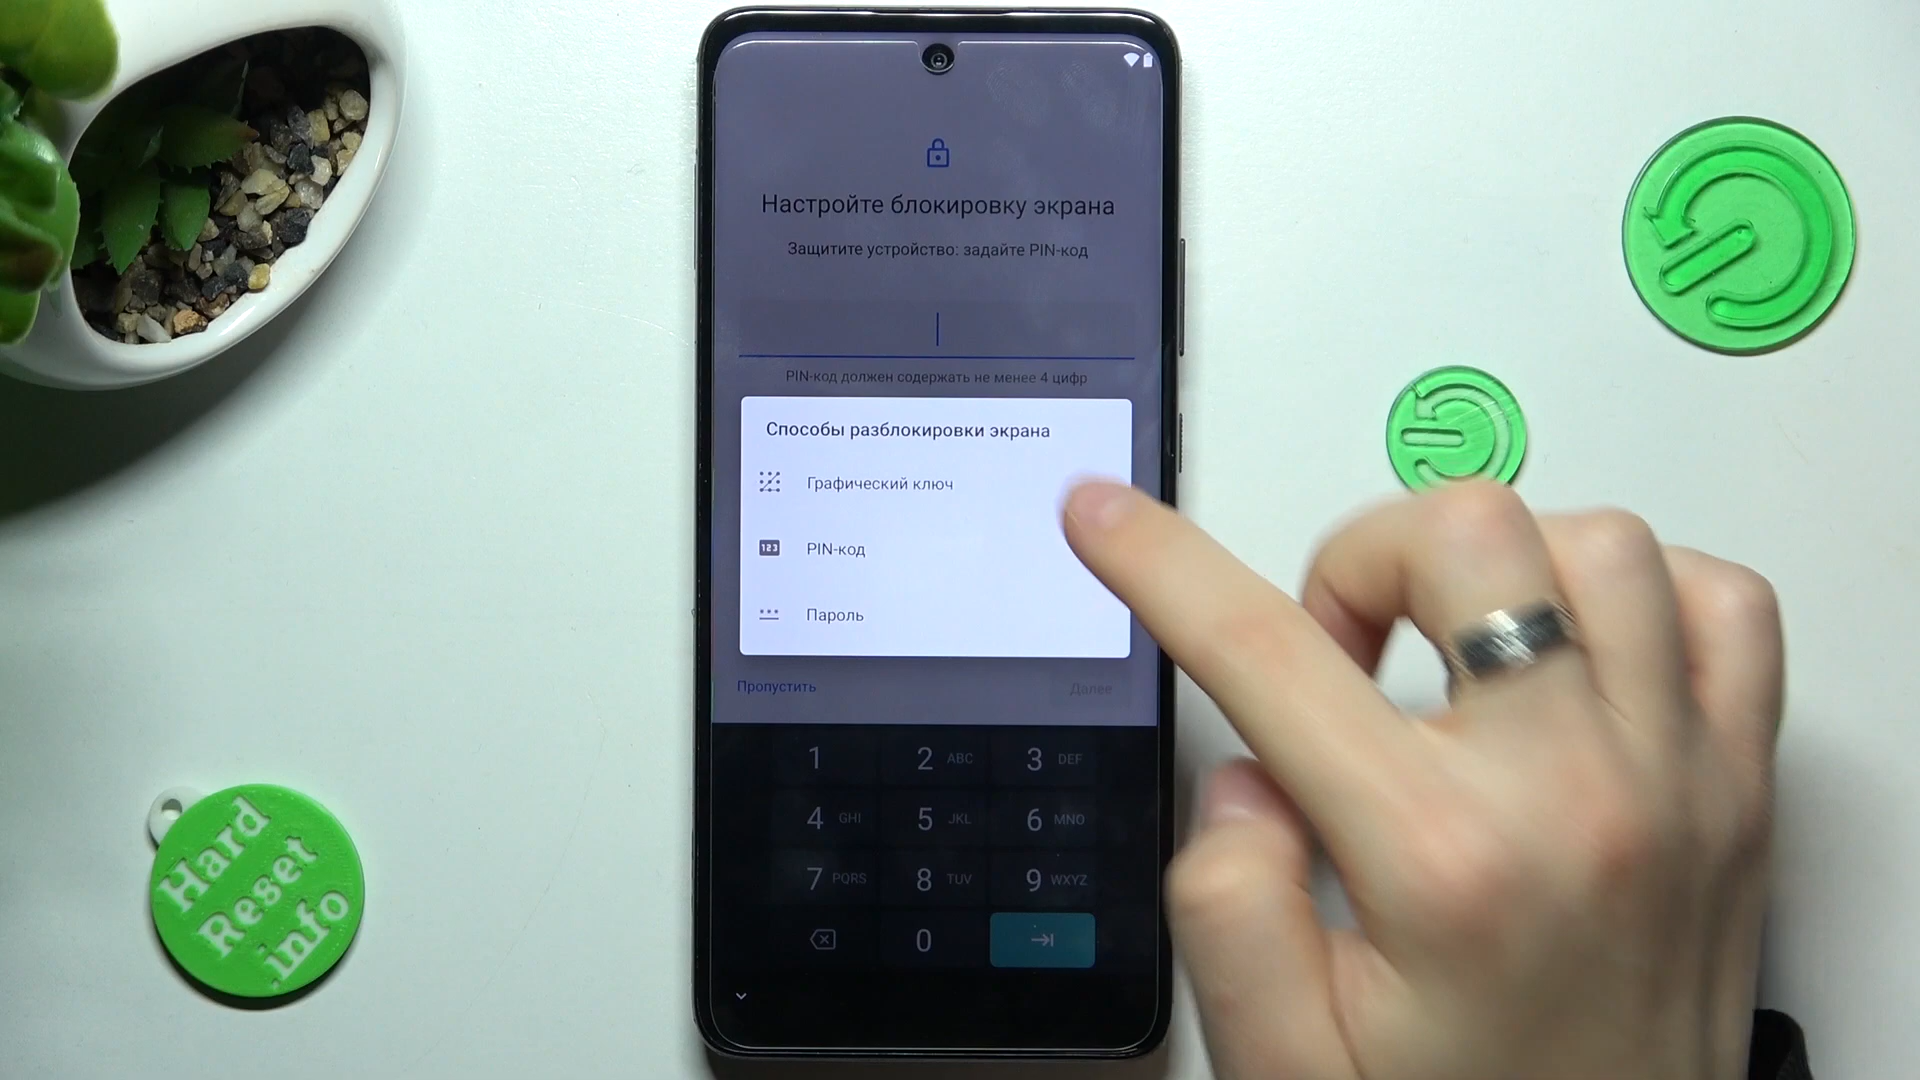 Настройте блокировку экрана
Защитите устройство: задайте PIN-код
PIN-код должен содержать не менее 4 цифр
Способы разблокировки экрана
Графический ключ
123 PIN-код
Пароль
Пропустить Далее
1 2 ABC 3 DEF
4 GHI 5 JKL 6 MNO
7 PQRS 8 TUV 9 WXYZ
0
Hard
Reset
.info